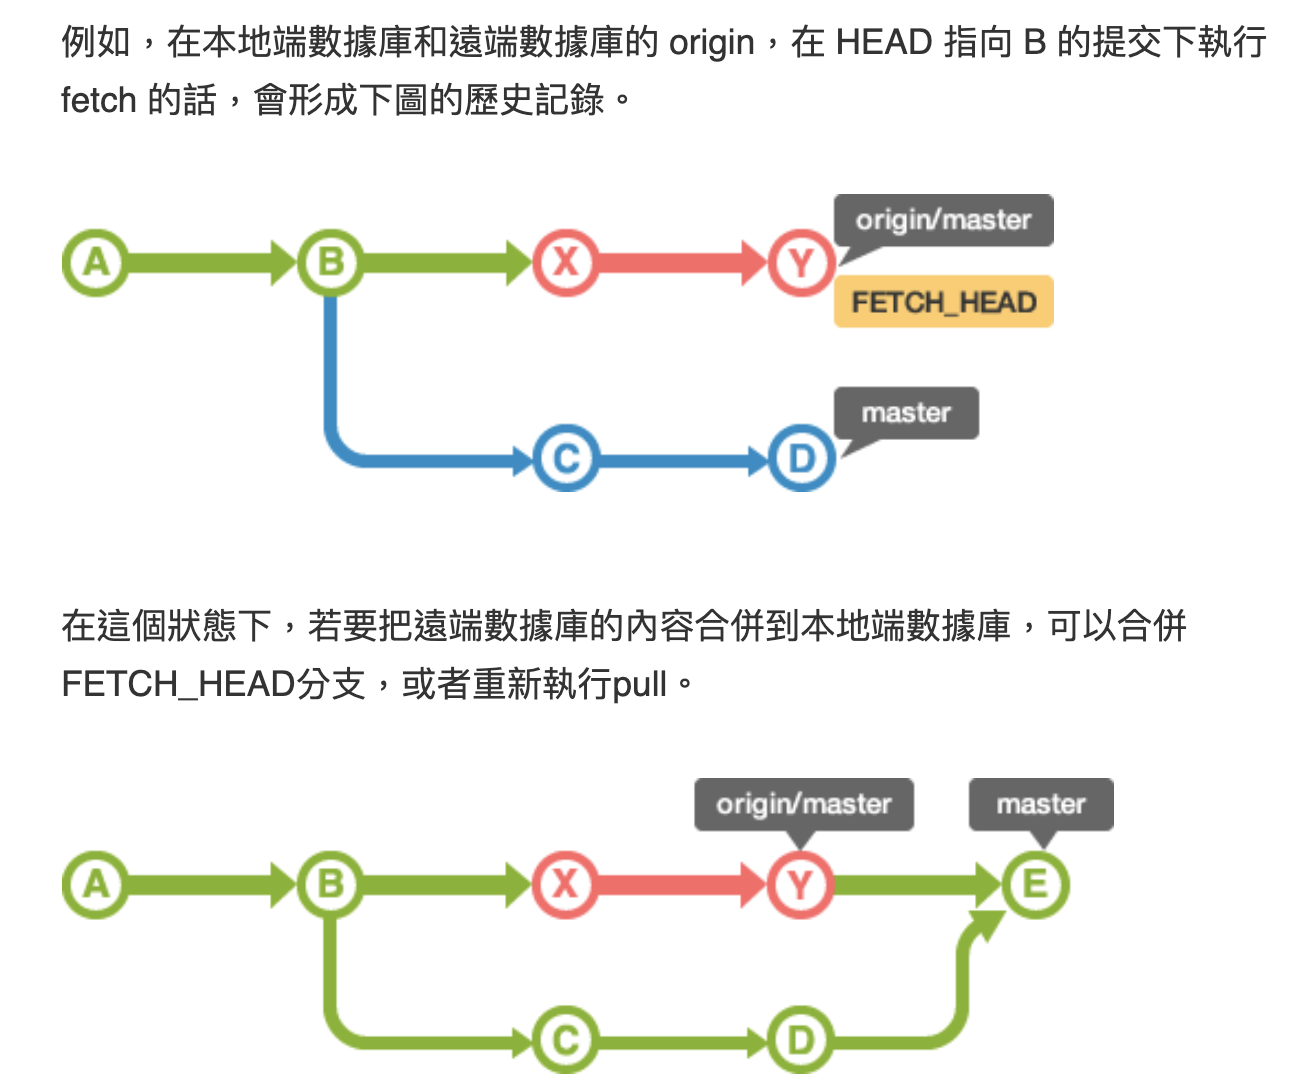 例如，在本地端數據庫和遠端數據庫的 origin，在 HEAD 指向 B 的提交下執行
fetch 的話，會形成下圖的歷史記錄。
origin/master
A B X Y
FETCH_HEAD
master
C D
在這個狀態下，若要把遠端數據庫的內容合併到本地端數據庫，可以合併
FETCH_HEAD分支，或者重新執行pull。
origin/master master
A B X Y E
C D